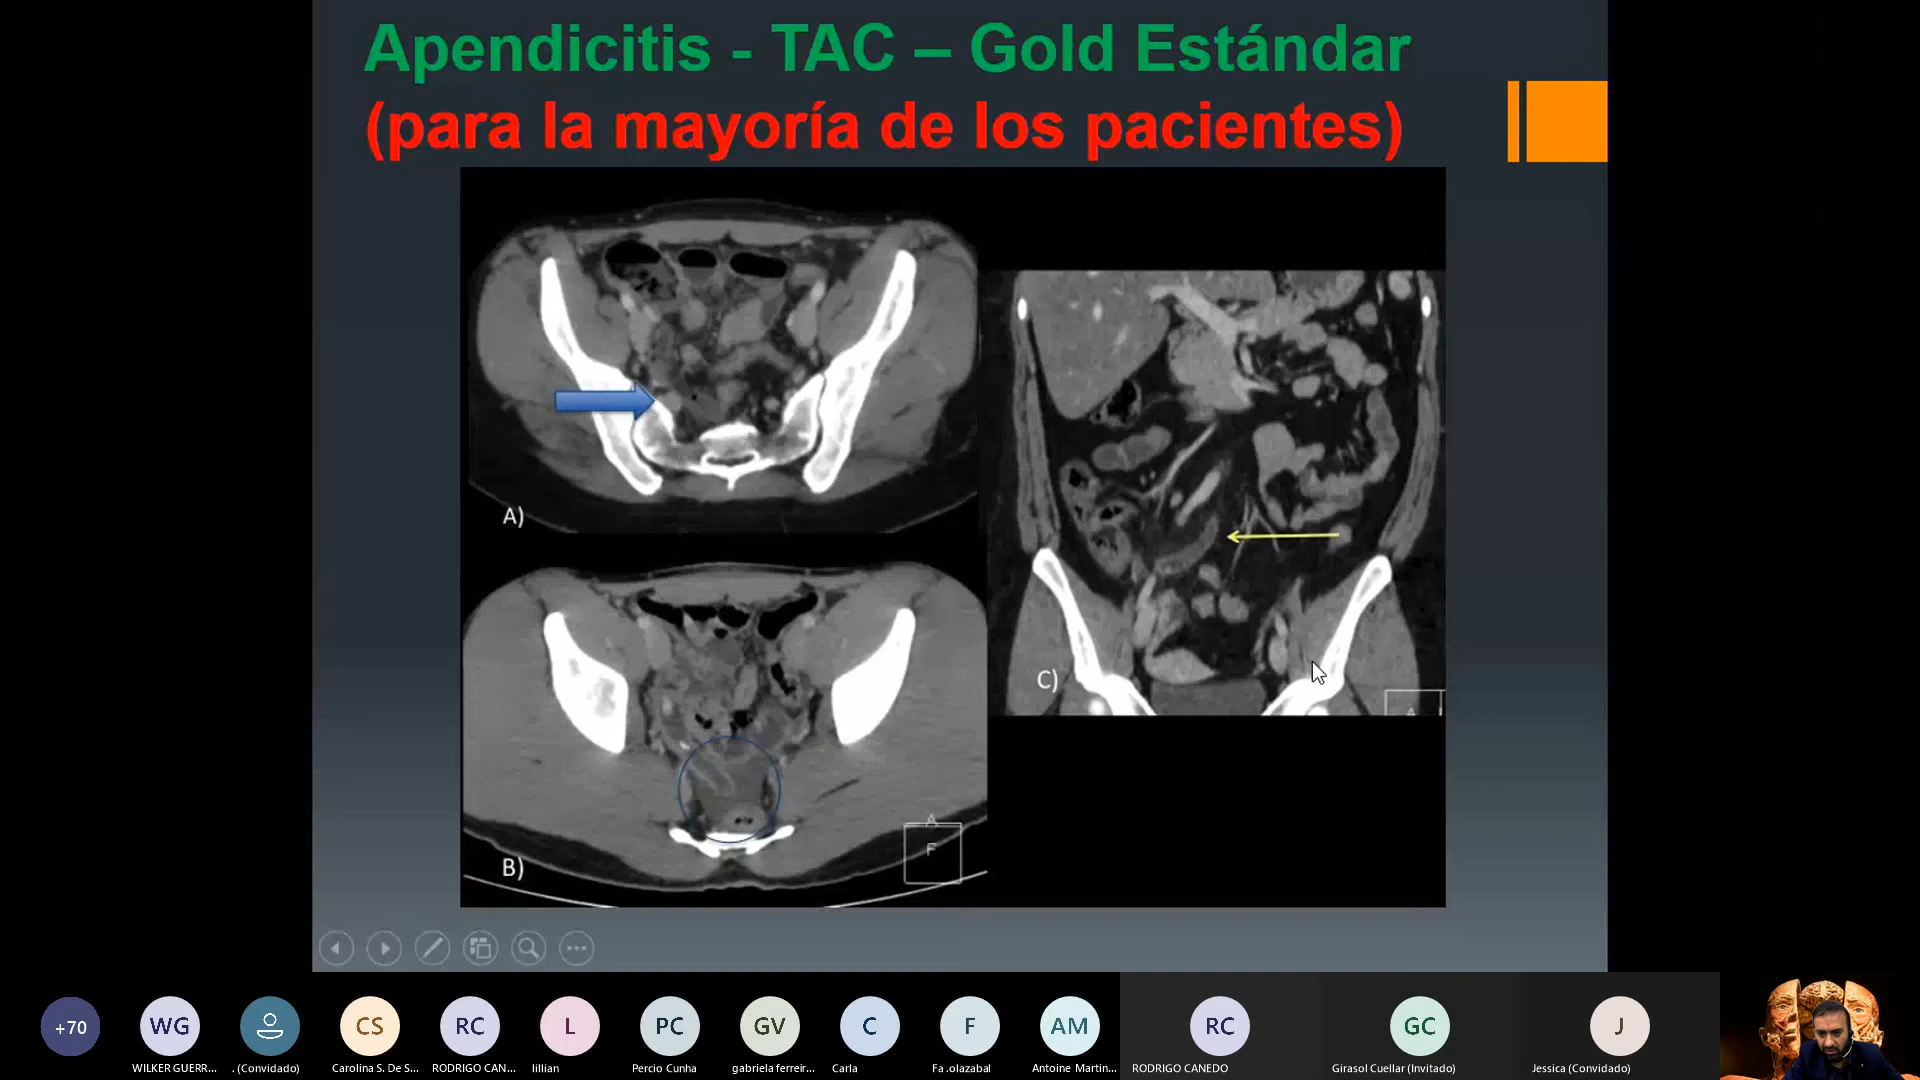 Apendicitis - TAC – Gold Estándar
(para la mayoría de los pacientes)
A)
B)
C)
A
F
A
+70
WG
CS
RC
L
PC
GV
C
F
AM
RC
GC
J
WILKER GUERR...
. (Convidado)
Carolina S. De S...
RODRIGO CAN...
lillian
Percio Cunha
gabriela ferreir...
Carla
Fa .olazabal
Antoine Martin...
RODRIGO CANEDO
Girasol Cuellar (Invitado)
Jessica (Convidado)